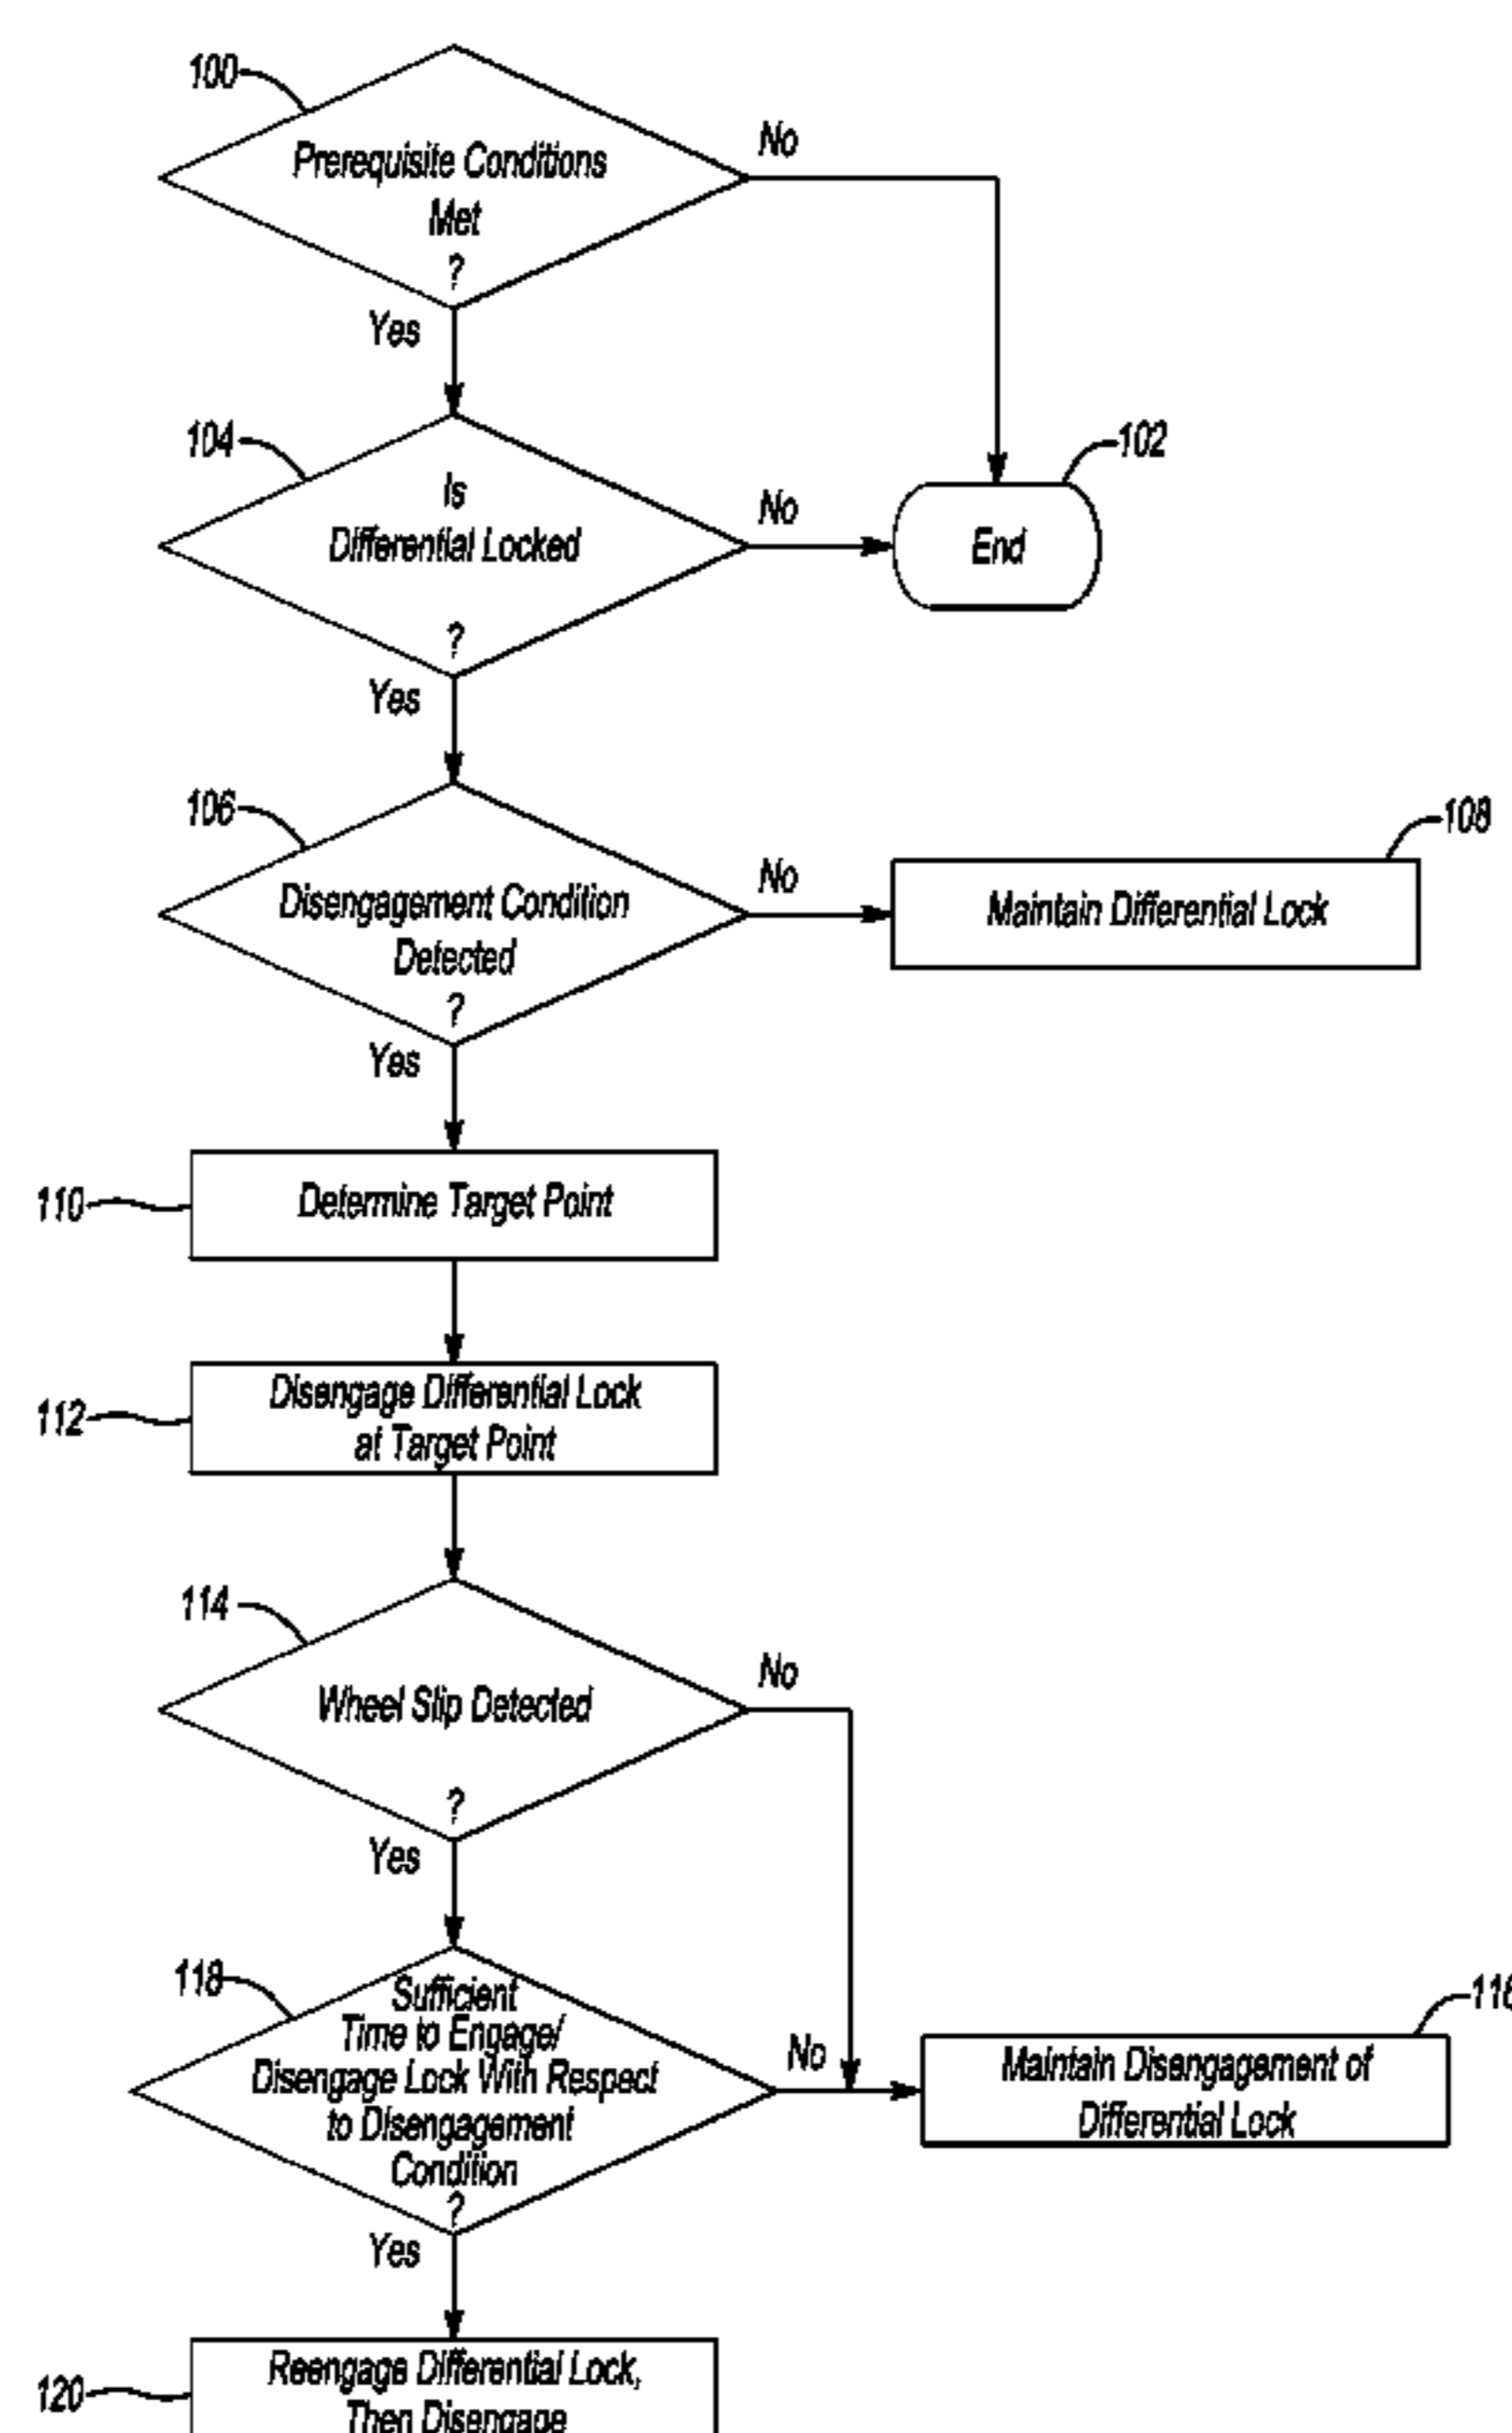 100
Prerequisite Conditions
Met
?
No
Yes
104
Is
Differential Locked
?
No
102
End
Yes
106
Disengagement Condition
Detected
?
No
108
Maintain Differential Lock
Yes
110
Determine Target Point
112
Disengage Differential Lock
at Target Point
114
Wheel Slip Detected
?
No
Yes
118
Sufficient
Time to Engage/
Disengage Lock With Respect
to Disengagement
Condition
?
No
Maintain Disengagement of
Differential Lock
Yes
120
Reengage Differential Lock,
Then Disengage